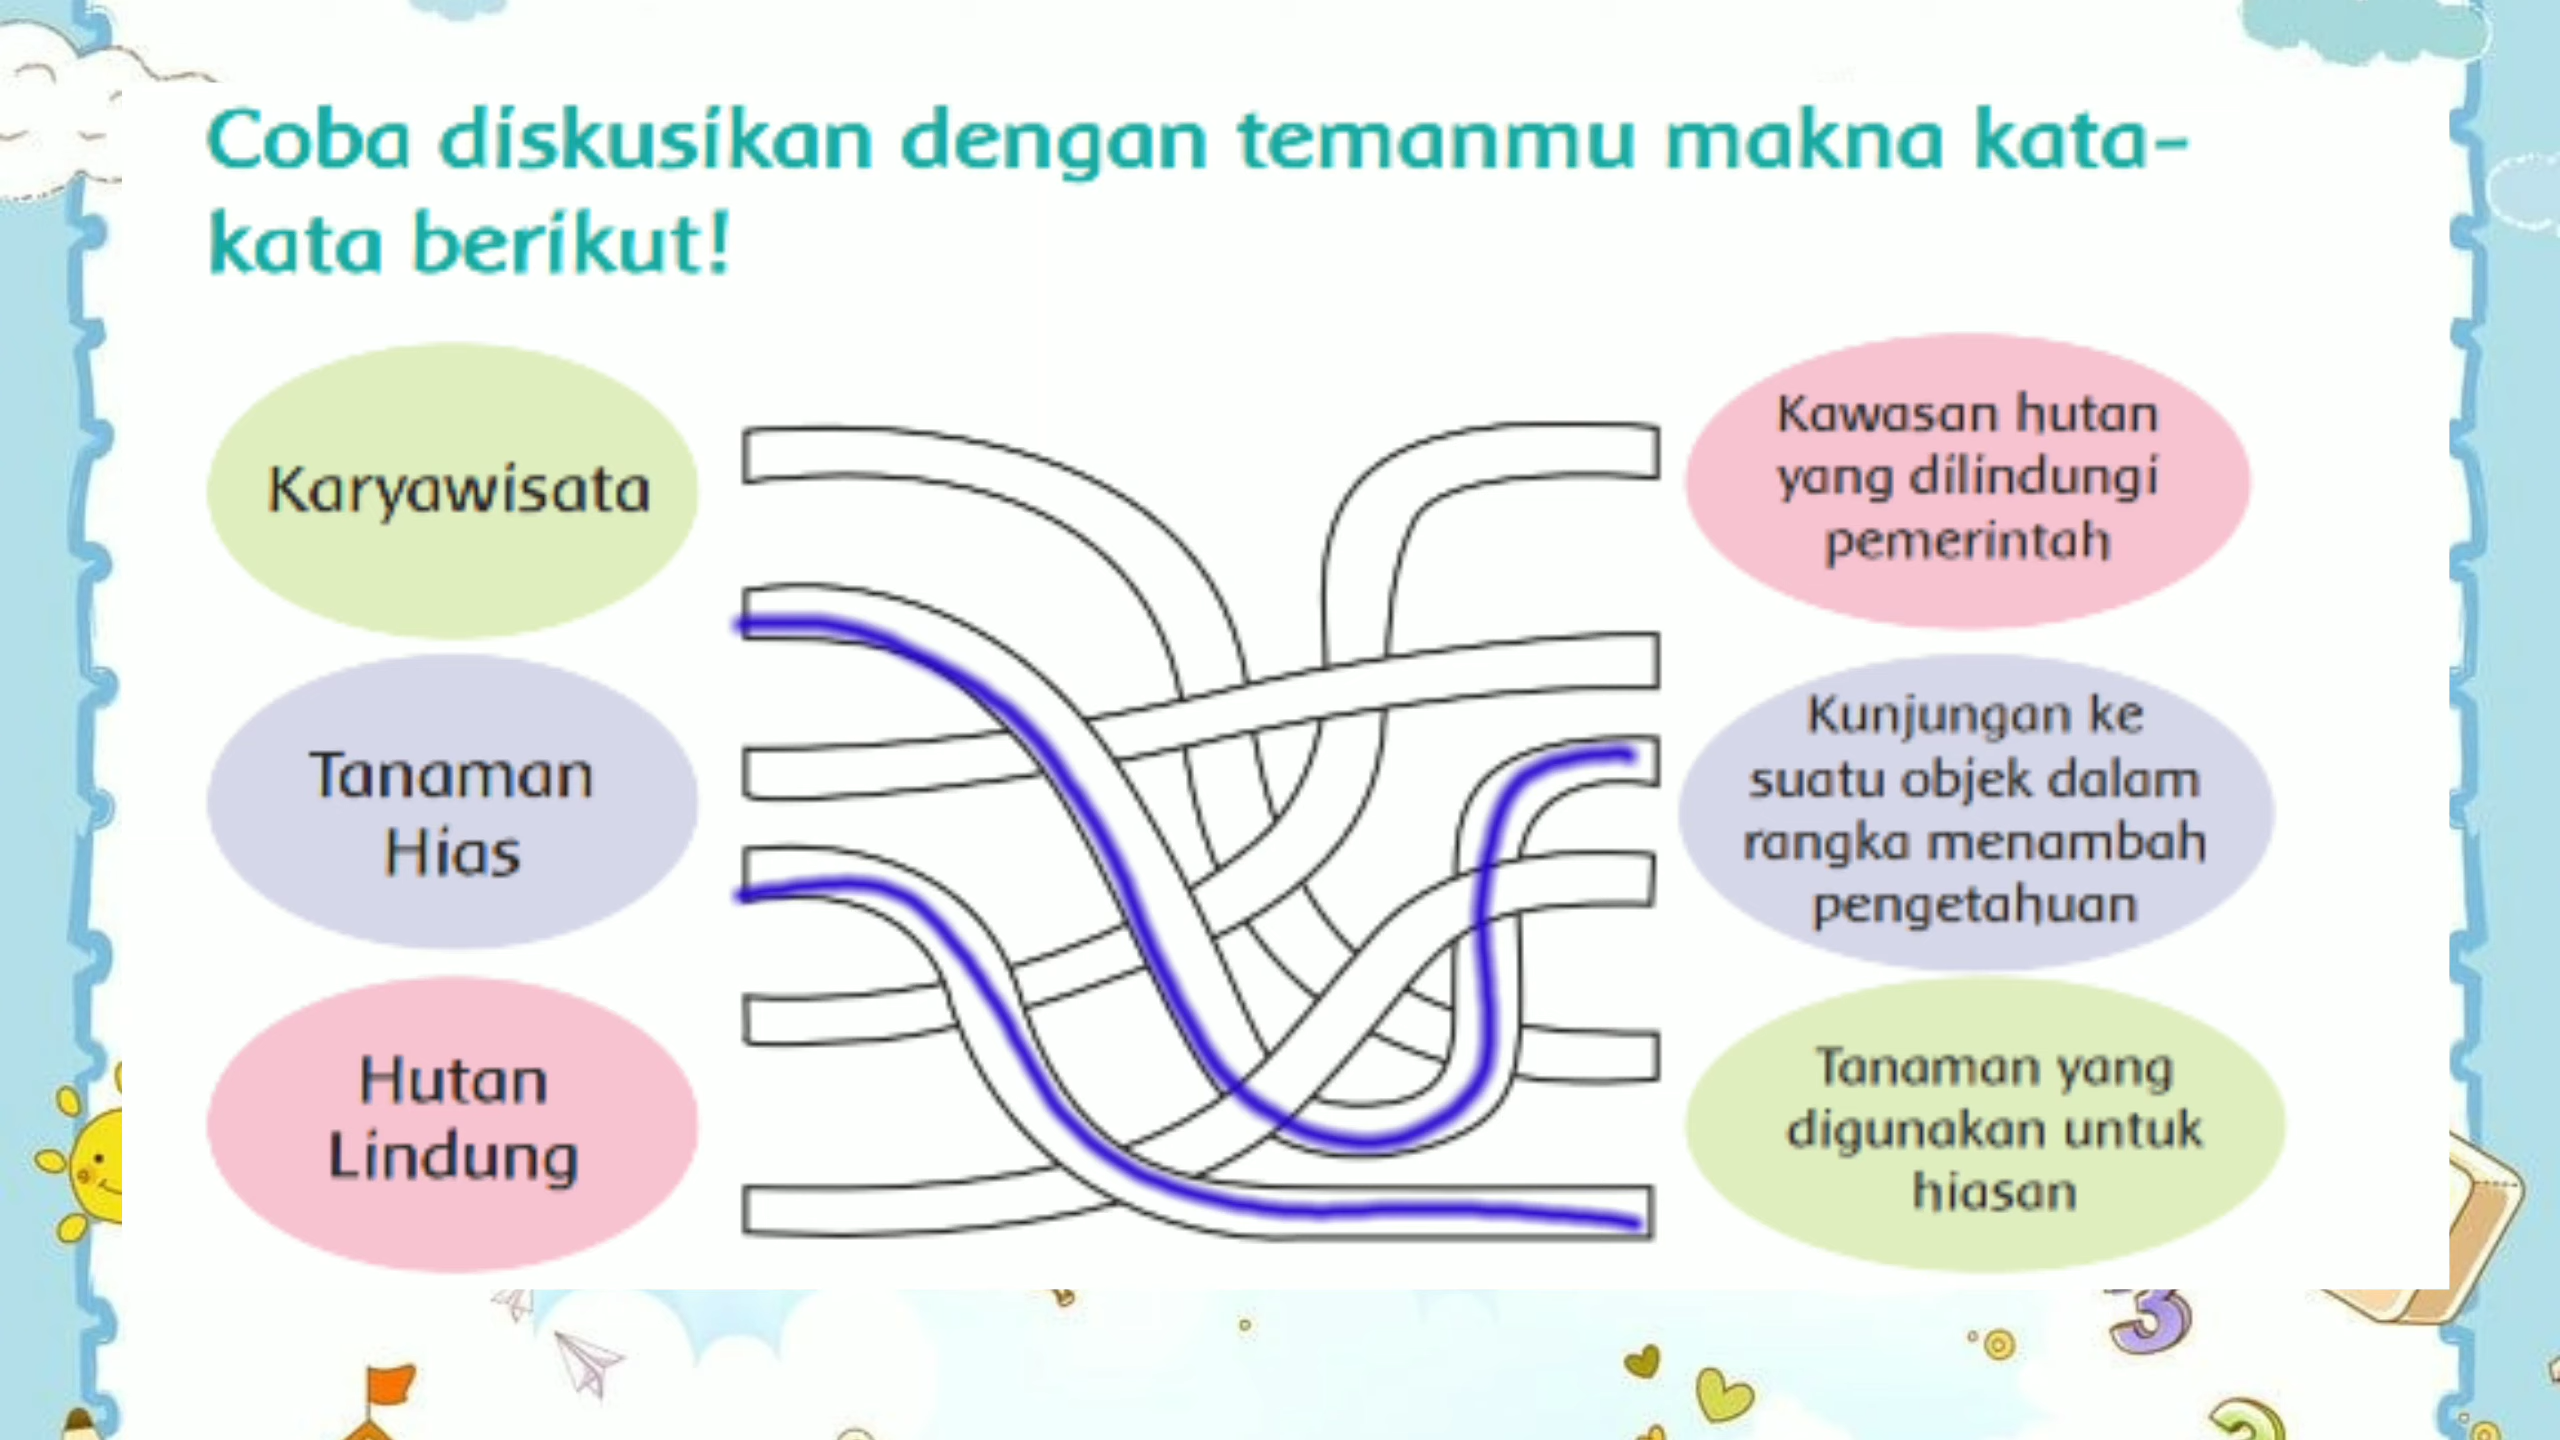 Coba diskusikan dengan temanmu makna kata-
kata berikut!
Karyawisata
Tanaman
Hias
Hutan
Lindung
Kawasan hutan
yang dilindungi
pemerintah
Kunjungan ke
suatu objek dalam
rangka menambah
pengetahuan
Tanaman yang
digunakan untuk
hiasan
3